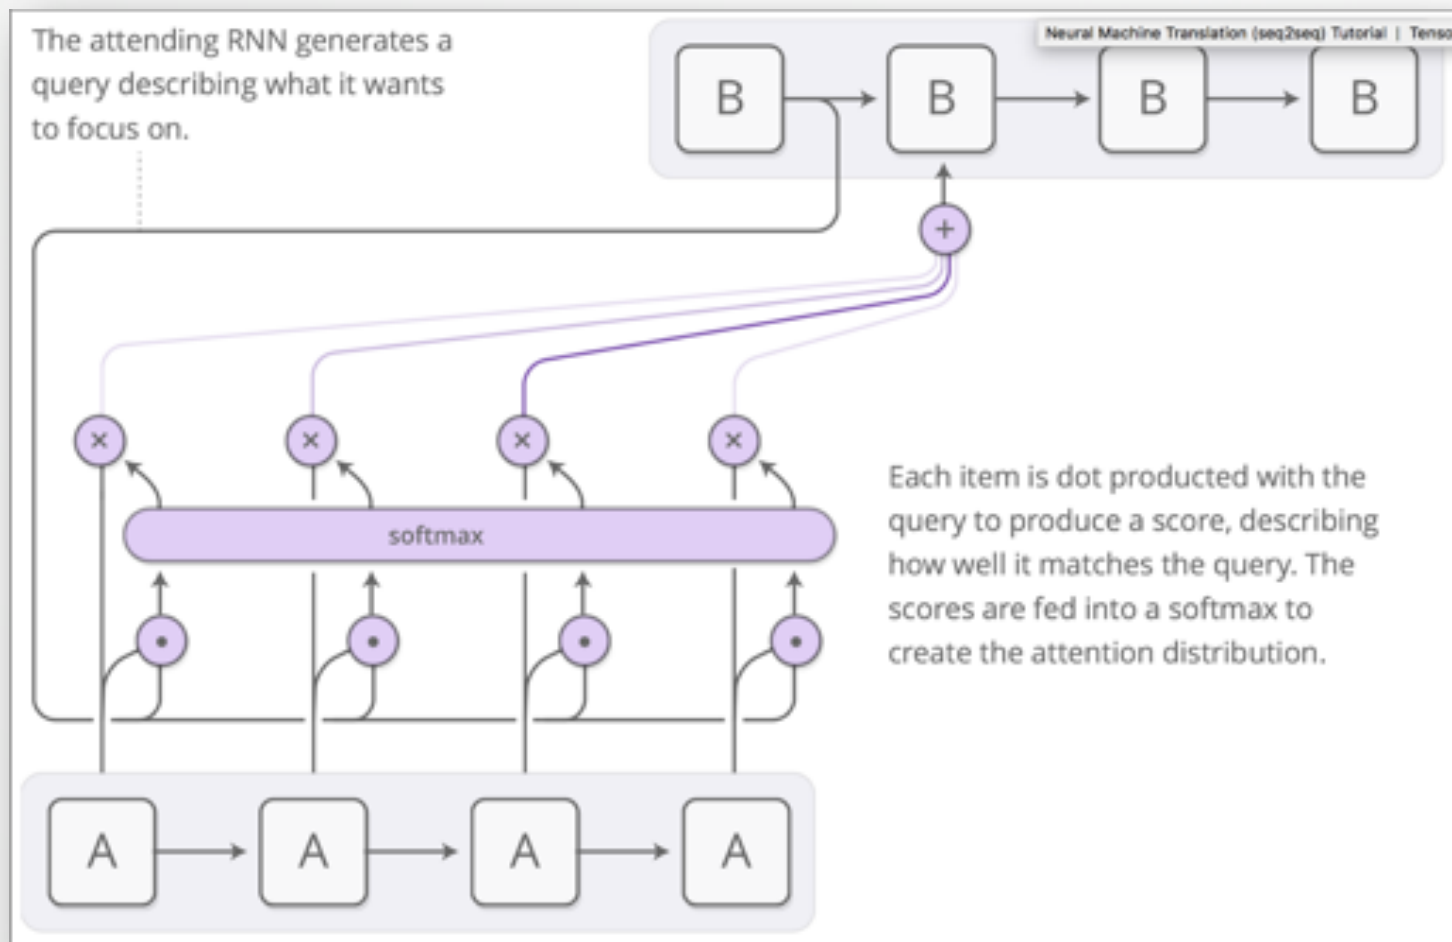 The attending RNN generates a
query describing what it wants
to focus on.
Neural Machine Translation (seq2seq) Tutorial | Tenso
B B B B
+
× × × ×
softmax
Each item is dot producted with the
query to produce a score, describing
how well it matches the query. The
scores are fed into a softmax to
create the attention distribution.
A A A A